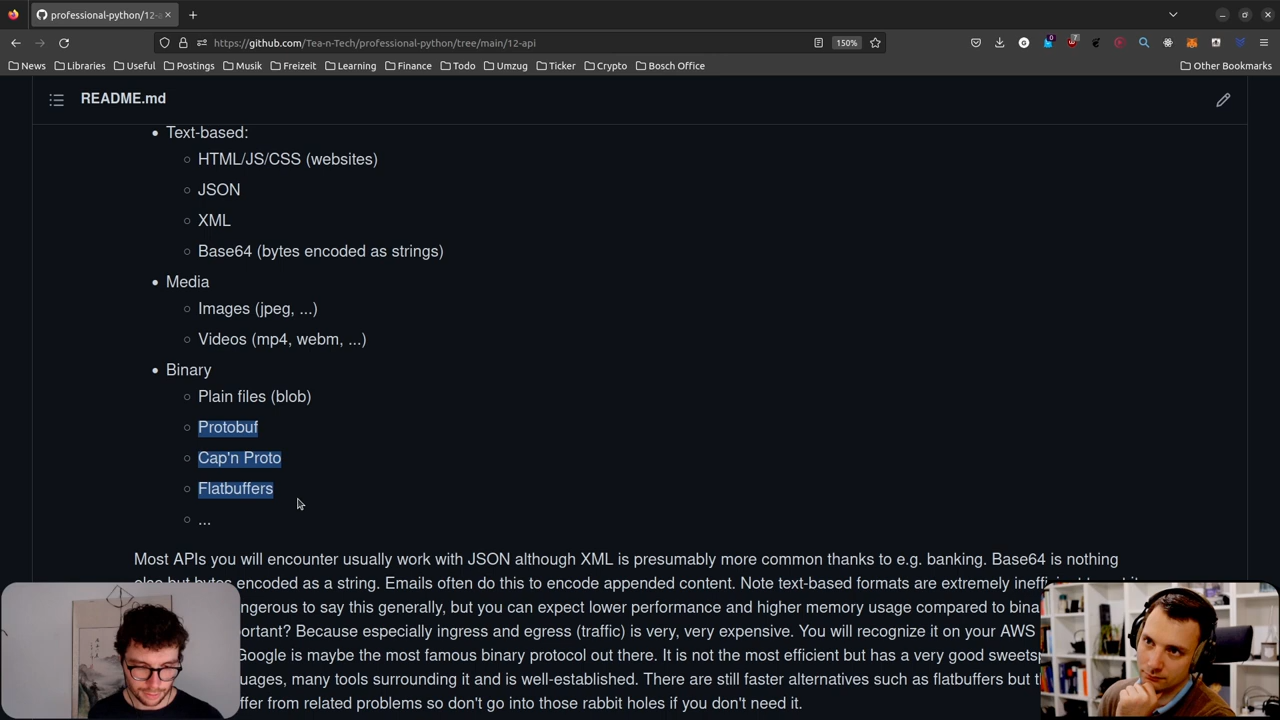 professional-python/12-a
https://github.com/Tea-n-Tech/professional-python/tree/main/12-api
150%
0
7
News
Libraries
Useful
Postings
Musik
Freizeit
Learning
Finance
Todo
Umzug
Ticker
Crypto
Bosch Office
Other Bookmarks
README.md
Text-based:
HTML/JS/CSS (websites)
JSON
XML
Base64 (bytes encoded as strings)
Media
Images (jpeg, ...)
Videos (mp4, webm, ...)
Binary
Plain files (blob)
Protobuf
Cap'n Proto
Flatbuffers
...
Most APIs you will encounter usually work with JSON although XML is presumably more common thanks to e.g. banking. Base64 is nothing
else but bytes encoded as a string. Emails often do this to encode appended content. Note text-based formats are extremely
to say this generally, but you can expect lower performance and higher memory usage compared to
Because especially ingress and egress (traffic) is very, very expensive. You will recognize it on your AWS
Google is maybe the most famous binary protocol out there. It is not the most efficient but has a very good
many tools surrounding it and is well-established. There are still faster alternatives such as flatbuffers but
from related problems so don't go into those rabbit holes if you don't need it.